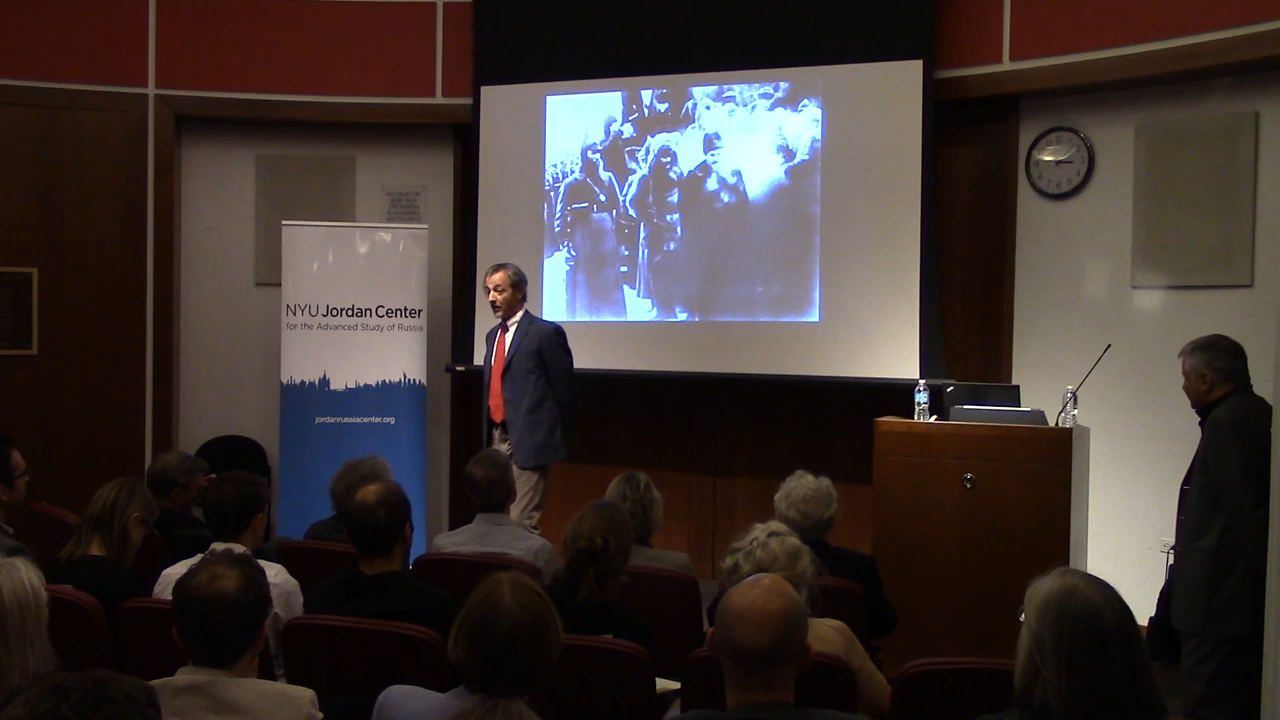 NYU Jordan Center
for the Advanced Study of Russia
jordanrussiacenter.org